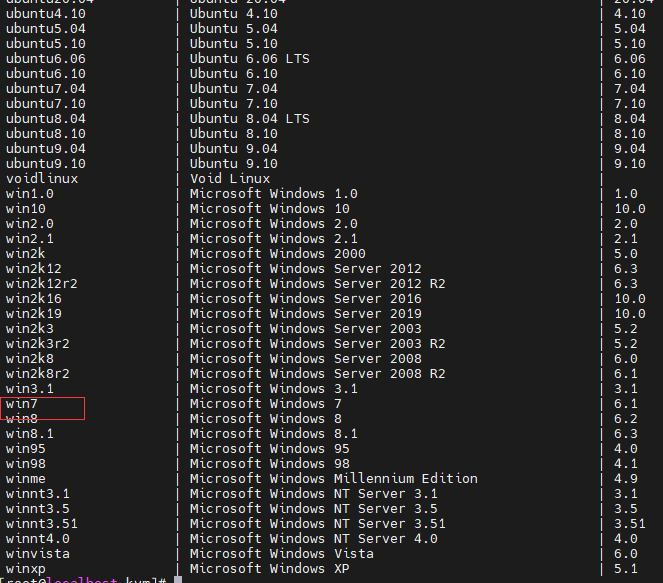 ubuntu20.04 | Ubuntu 20.04 | 20.04
ubuntu4.10 | Ubuntu 4.10 | 4.10
ubuntu5.04 | Ubuntu 5.04 | 5.04
ubuntu5.10 | Ubuntu 5.10 | 5.10
ubuntu6.06 | Ubuntu 6.06 LTS | 6.06
ubuntu6.10 | Ubuntu 6.10 | 6.10
ubuntu7.04 | Ubuntu 7.04 | 7.04
ubuntu7.10 | Ubuntu 7.10 | 7.10
ubuntu8.04 | Ubuntu 8.04 LTS | 8.04
ubuntu8.10 | Ubuntu 8.10 | 8.10
ubuntu9.04 | Ubuntu 9.04 | 9.04
ubuntu9.10 | Ubuntu 9.10 | 9.10
voidlinux | Void Linux |
win1.0 | Microsoft Windows 1.0 | 1.0
win10 | Microsoft Windows 10 | 10.0
win2.0 | Microsoft Windows 2.0 | 2.0
win2.1 | Microsoft Windows 2.1 | 2.1
win2k | Microsoft Windows 2000 | 5.0
win2k12 | Microsoft Windows Server 2012 | 6.3
win2k12r2 | Microsoft Windows Server 2012 R2 | 6.3
win2k16 | Microsoft Windows Server 2016 | 10.0
win2k19 | Microsoft Windows Server 2019 | 10.0
win2k3 | Microsoft Windows Server 2003 | 5.2
win2k3r2 | Microsoft Windows Server 2003 R2 | 5.2
win2k8 | Microsoft Windows Server 2008 | 6.0
win2k8r2 | Microsoft Windows Server 2008 R2 | 6.1
win3.1 | Microsoft Windows 3.1 | 3.1
win7 | Microsoft Windows 7 | 6.1
win8 | Microsoft Windows 8 | 6.2
win8.1 | Microsoft Windows 8.1 | 6.3
win95 | Microsoft Windows 95 | 4.0
win98 | Microsoft Windows 98 | 4.1
winme | Microsoft Windows Millennium Edition | 4.9
winnt3.1 | Microsoft Windows NT Server 3.1 | 3.1
winnt3.5 | Microsoft Windows NT Server 3.5 | 3.5
winnt3.51 | Microsoft Windows NT Server 3.51 | 3.51
winnt4.0 | Microsoft Windows NT Server 4.0 | 4.0
winvista | Microsoft Windows Vista | 6.0
winxp | Microsoft Windows XP | 5.1
[root@localhost kvm]#